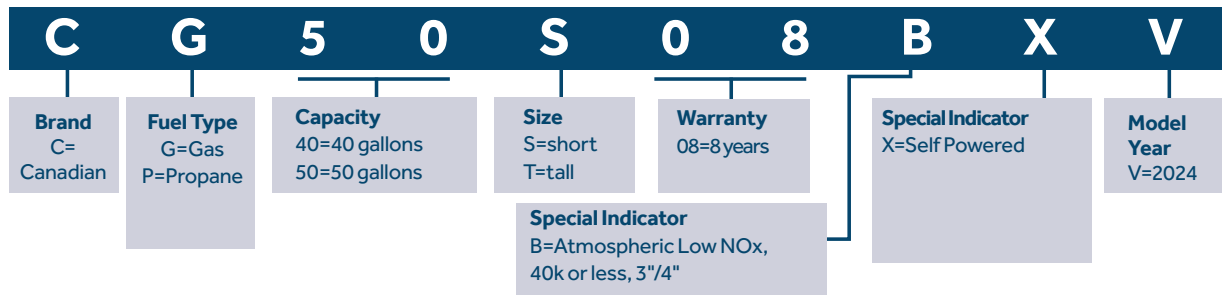 C G 5 0 S 0 8 B X V
Brand
C=
Canadian
Fuel Type
G=Gas
P=Propane
Capacity
40=40 gallons
50=50 gallons
Size
S=short
T=tall
Warranty
08=8 years
Special Indicator
B=Atmospheric Low NOx,
40k or less, 3"/4"
Special Indicator
X=Self Powered
Model
Year
V=2024